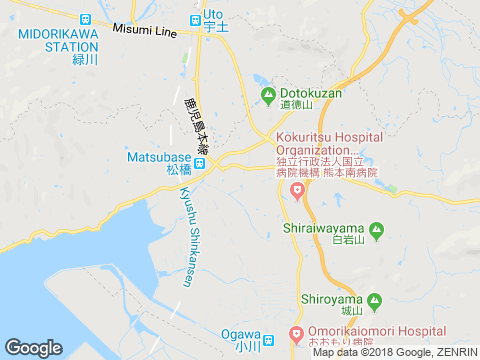 Uto
宇土
MIDORIKAWA
STATION
緑川
Misumi Line
Dotokuzan
道徳山
鹿児島本線
Kokuritsu Hospital
Organization...
独立行政法人国立
病院機構 熊本南病院
Matsubase
松橋
Kyushu Shinkansen
Shiraiwayama
白岩山
Shiroyama
城山
Ogawa
小川
Omorikaiomori Hospital
おおもり病院
Google
Map data ©2018 Google, ZENRIN